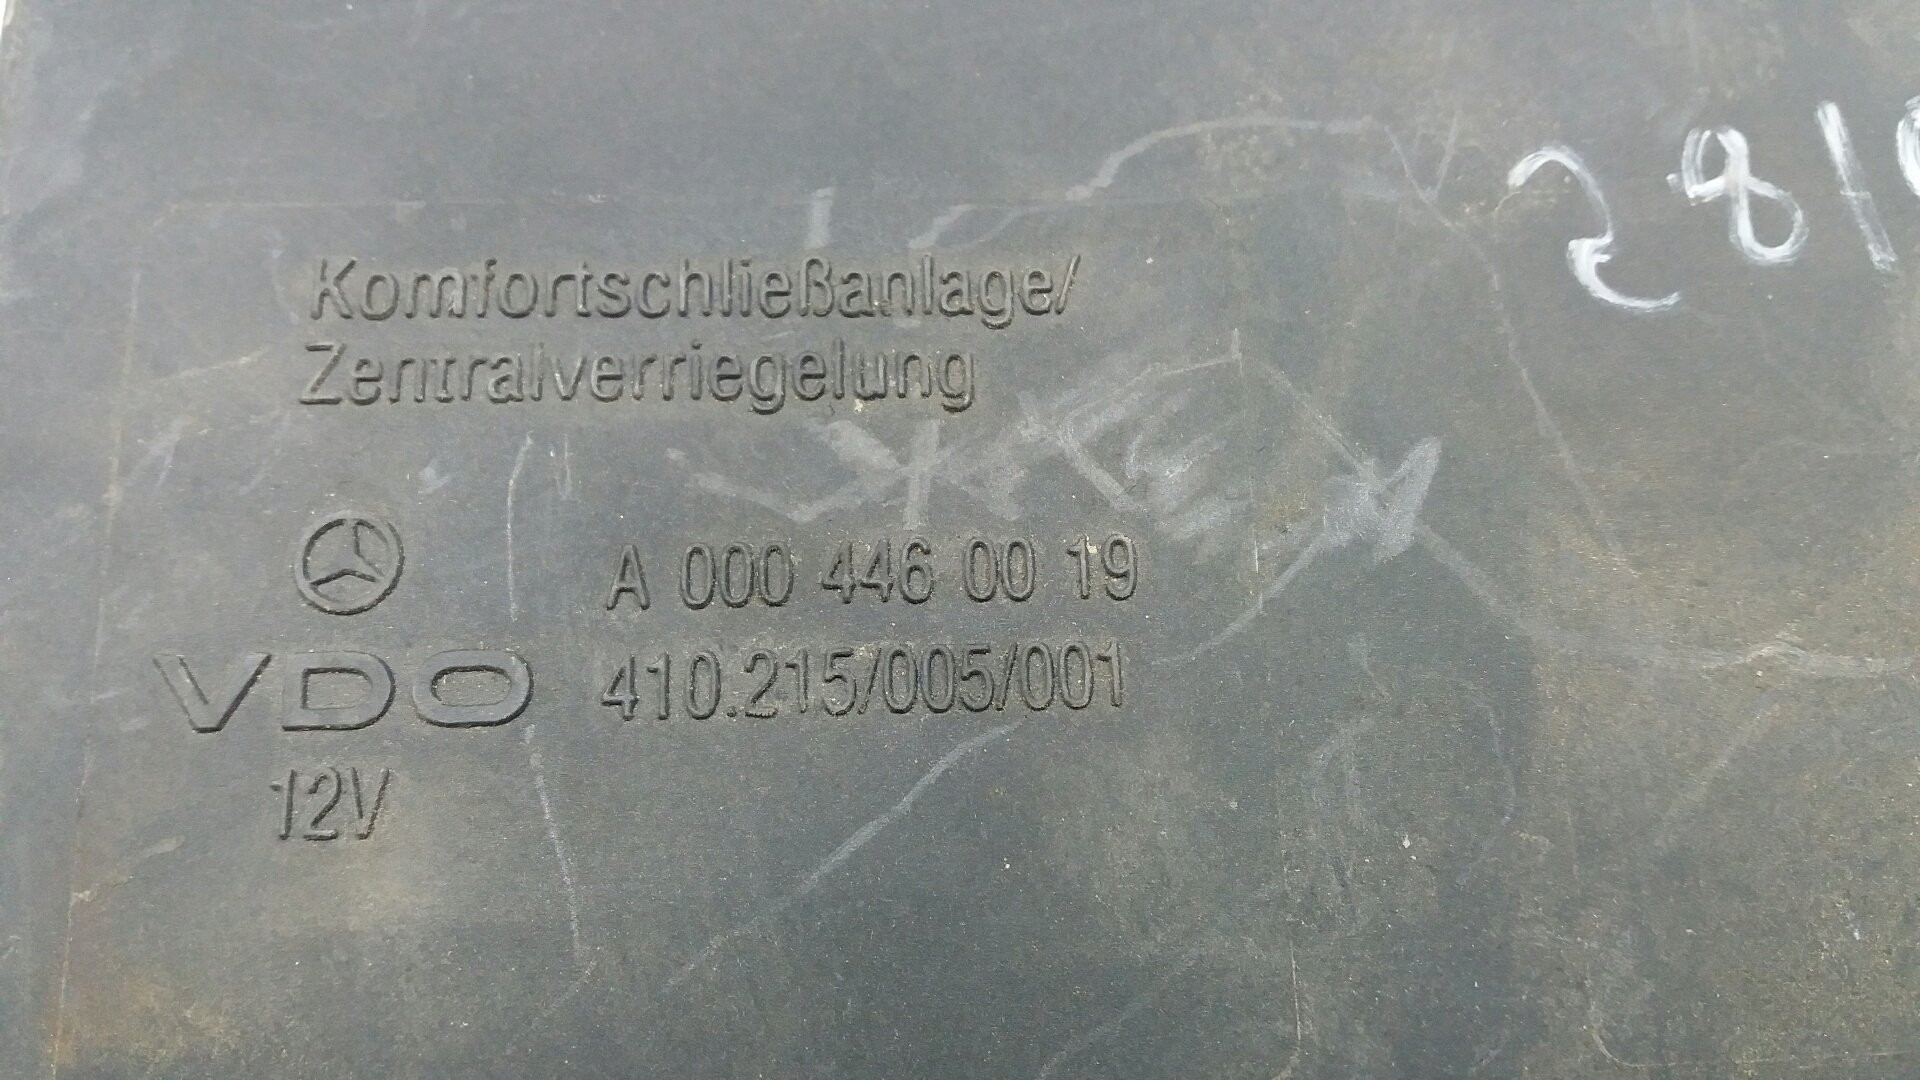 Komfortschließanlage/
Zentralverriegelung
A 000 446 00 19
VDO 410.215/005/001
12V